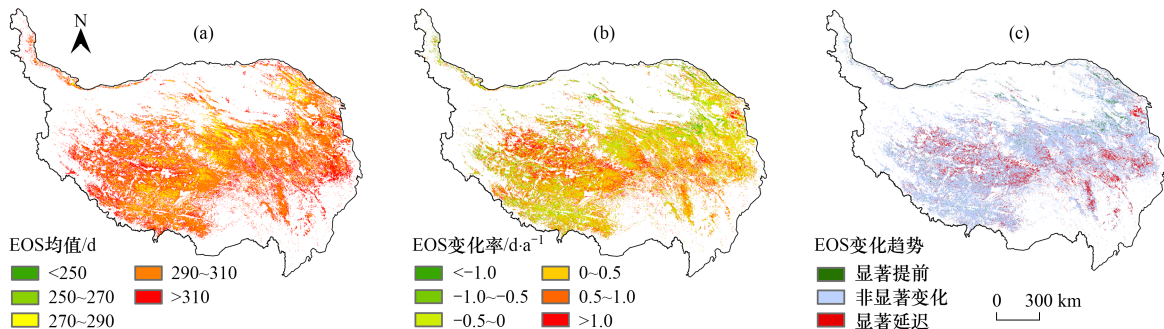 N
(a)
(b)
(c)
EOS均值/d
<250
290~310
250~270
>310
270~290
EOS变化率/d·a⁻¹
<−1.0
0~0.5
−1.0~−0.5
0.5~1.0
−0.5~0
>1.0
EOS变化趋势
显著提前
非显著变化
显著延迟
0 300 km